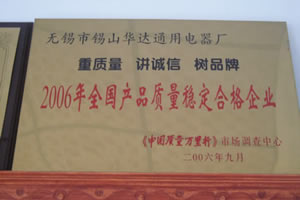 无锡市锡山华达通用电器厂
重质量 讲诚信 树品牌
2006年全国产品质量稳定合格企业
《中国质量万里行》市场调查中心
二00六年九月